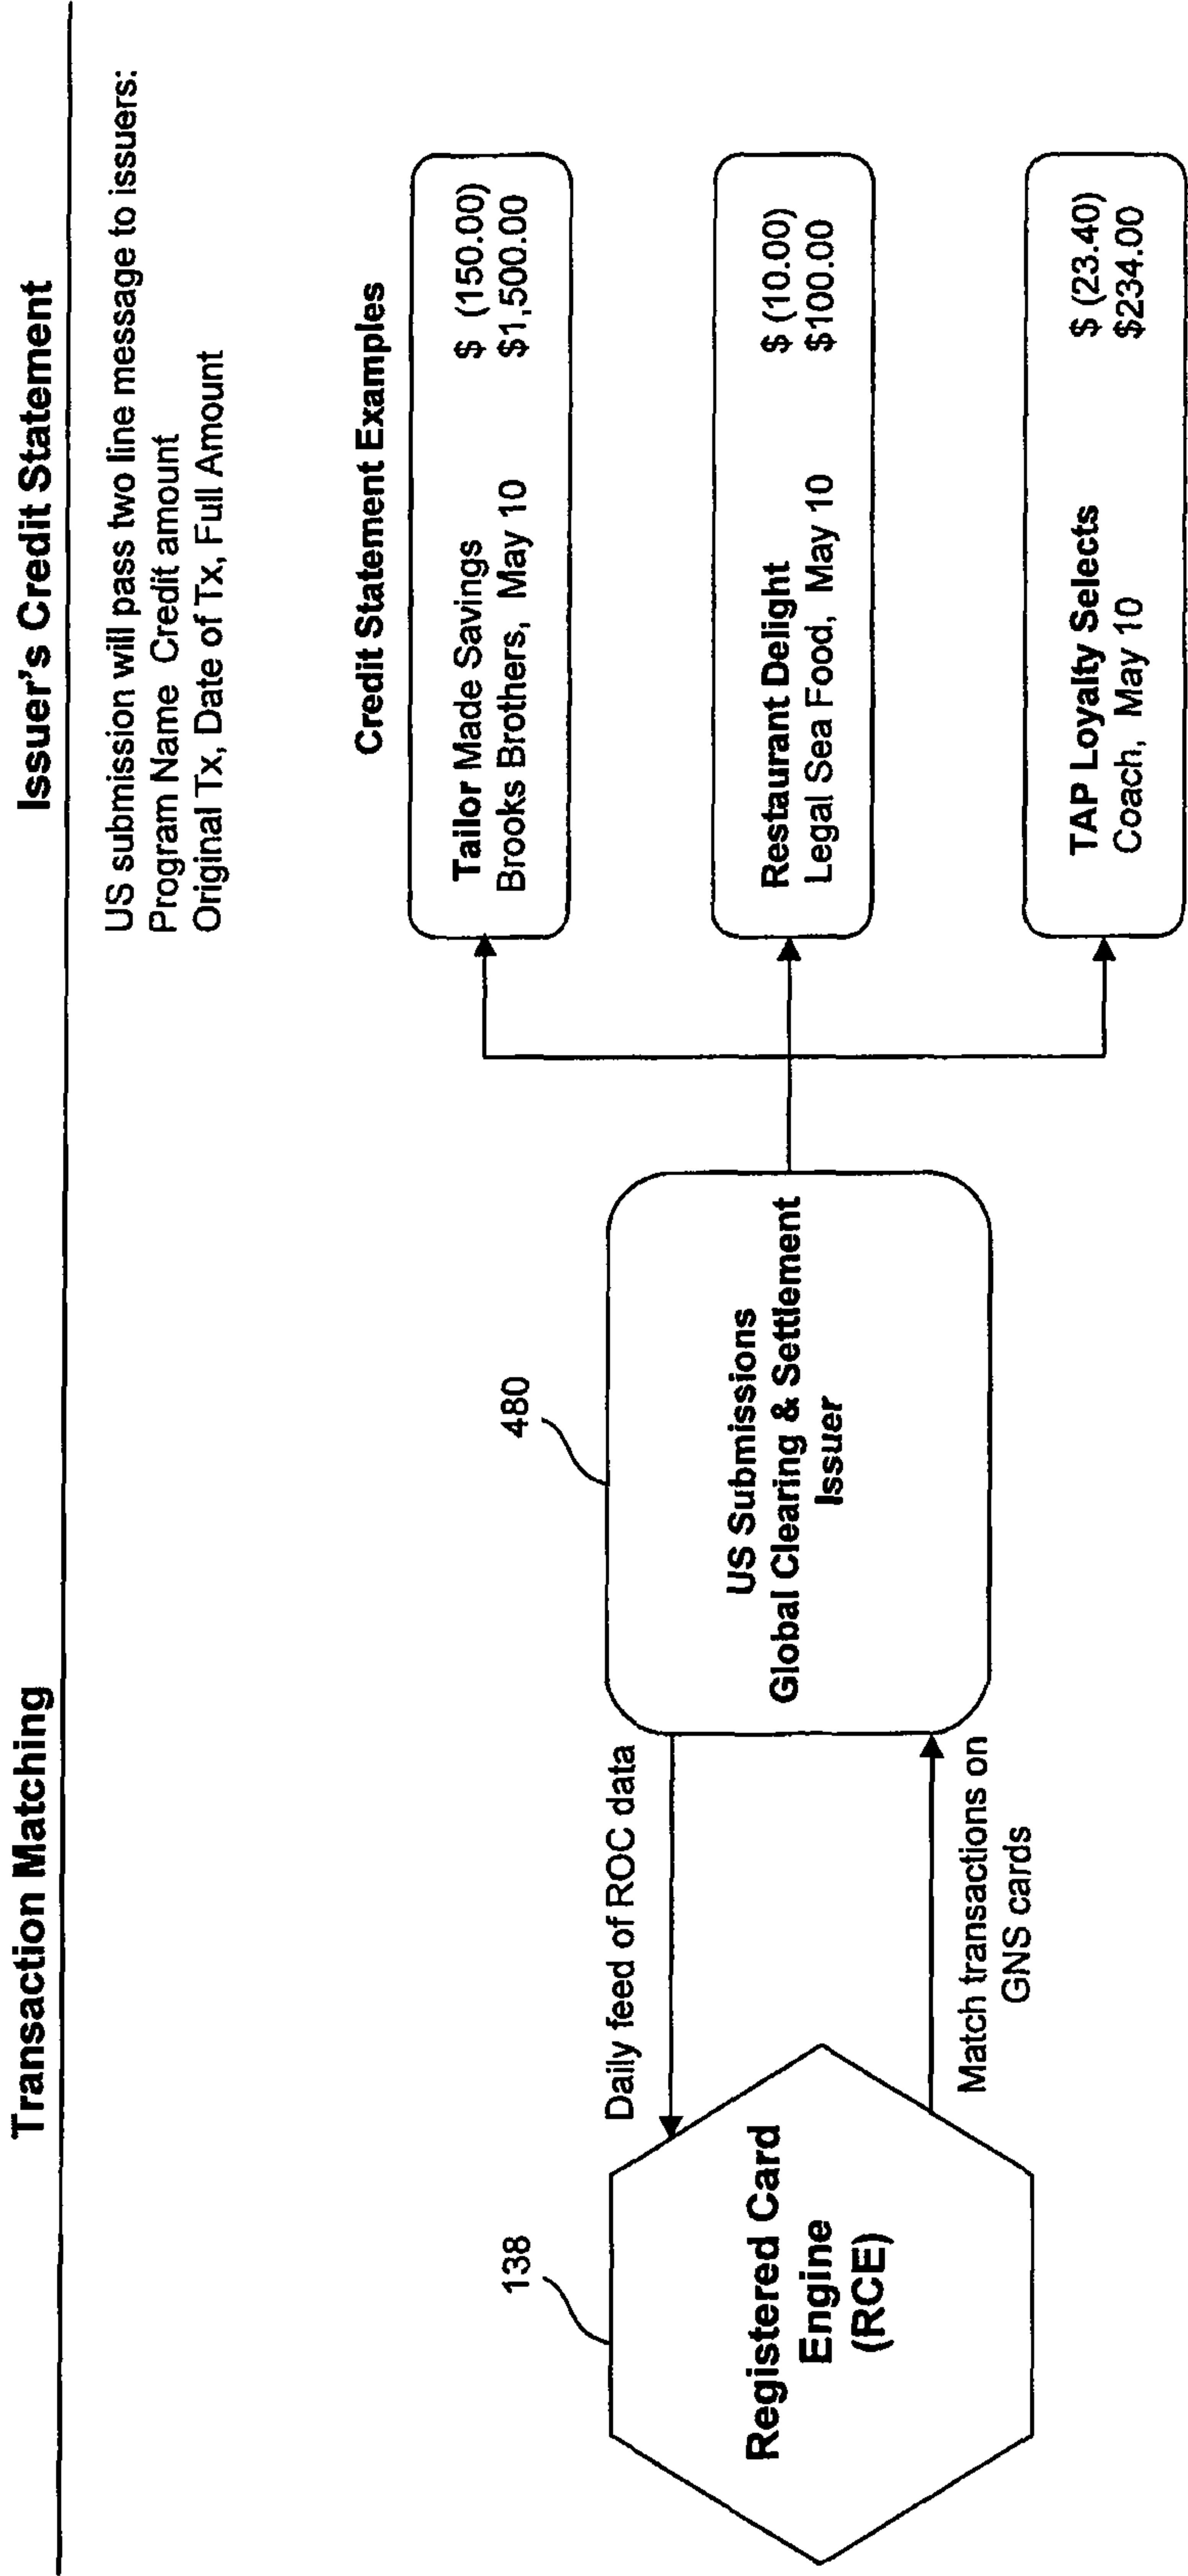 Transaction Matching
Issuer's Credit Statement
US submission will pass two line message to issuers:
Program Name  Credit amount
Original Tx, Date of Tx, Full Amount
Credit Statement Examples
138
Registered Card
Engine
(RCE)
Daily feed of ROC data
Match transactions on
GNS cards
480
US Submissions
Global Clearing & Settlement
Issuer
Tailor Made Savings $ (150.00)
Brooks Brothers, May 10 $1,500.00
Restaurant Delight $ (10.00)
Legal Sea Food, May 10 $100.00
TAP Loyalty Selects $ (23.40)
Coach, May 10 $234.00